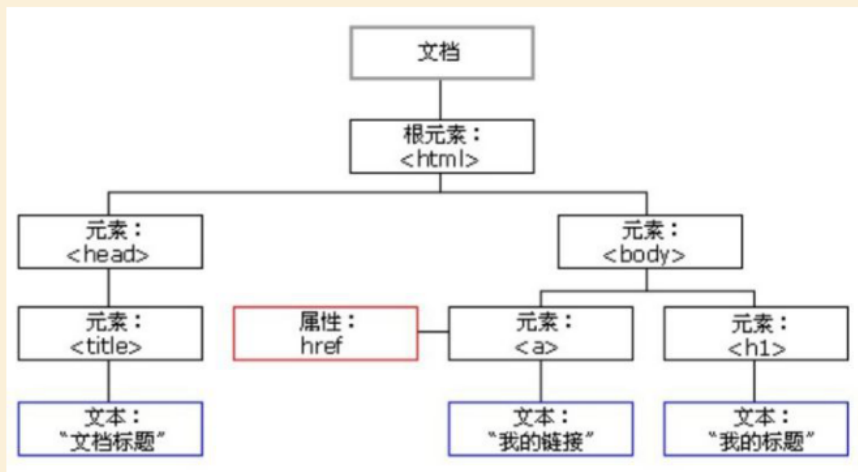 文档
根元素：
<html>
元素：
<head>
元素：
<body>
元素：
<title>
属性：
href
元素：
<a>
元素：
<h1>
文本：
"文档标题"
文本：
"我的链接"
文本：
"我的标题"